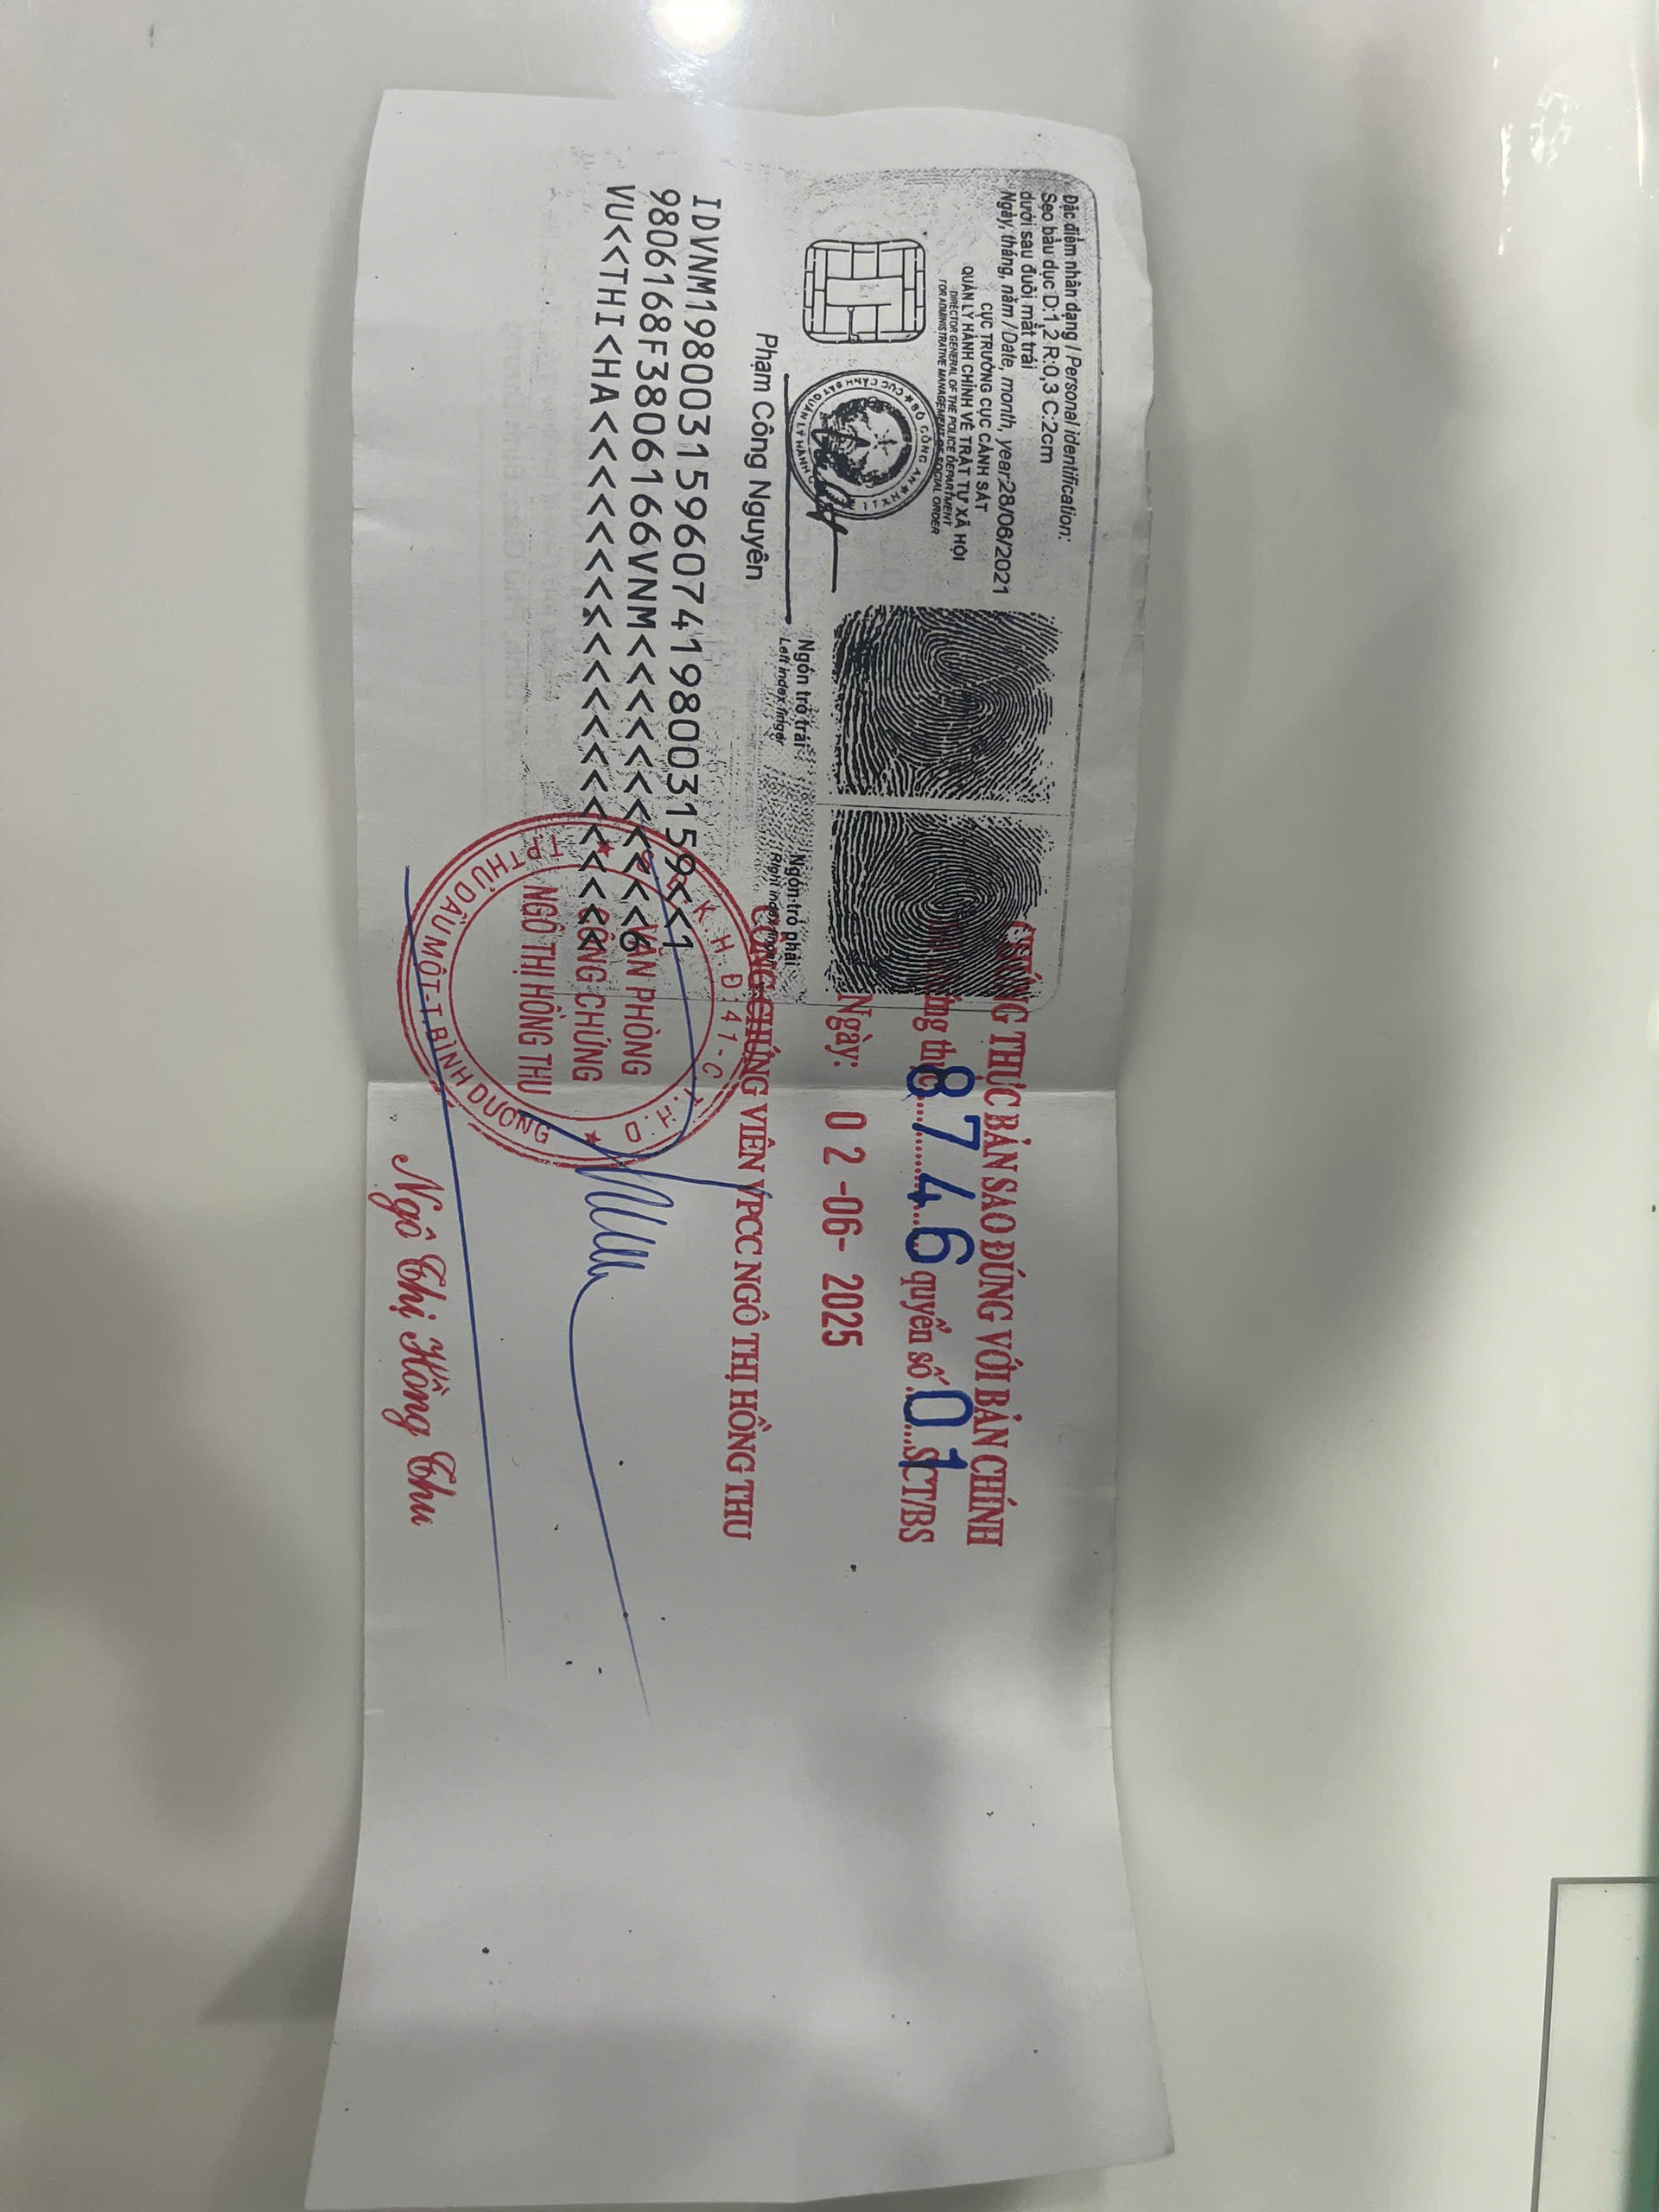 Đặc điểm nhân dạng / Personal identification:
Sẹo bầu dục D:1,2 R:0,3 C:2cm
dưới sau đuôi mắt trái
Ngày, tháng, năm / Date, month, year: 28/06/2021
CỤC TRƯỞNG CỤC CẢNH SÁT
QUẢN LÝ HÀNH CHÍNH VỀ TRẬT TỰ XÃ HỘI
DIRECTOR GENERAL OF THE POLICE DEPARTMENT
FOR ADMINISTRATIVE MANAGEMENT OF SOCIAL ORDER
BỘ CÔNG AN
Phạm Công Nguyên
Ngón trỏ trái
Left index finger
Ngón trỏ phải
Right index finger
IDVNM1980031596074198003159<<1
9806168F3806166VNM<<<<<<<<<<<6
VU<<THI<HA<<<<<<<<<<<<<<<<<<<<
CHỨNG THỰC BẢN SAO ĐÚNG VỚI BẢN CHÍNH
chứng thực 8746 quyển số 01 SCT/BS
Ngày: 02-06-2025
CÔNG CHỨNG VIÊN VPCC NGÔ THỊ HỒNG THU
K.H.Đ: 41-C T.H.D
VĂN PHÒNG
CÔNG CHỨNG
NGÔ THỊ HỒNG THU
TP.THỦ DẦU MỘT-T.BÌNH DƯƠNG
Ngô Thị Hồng Thu